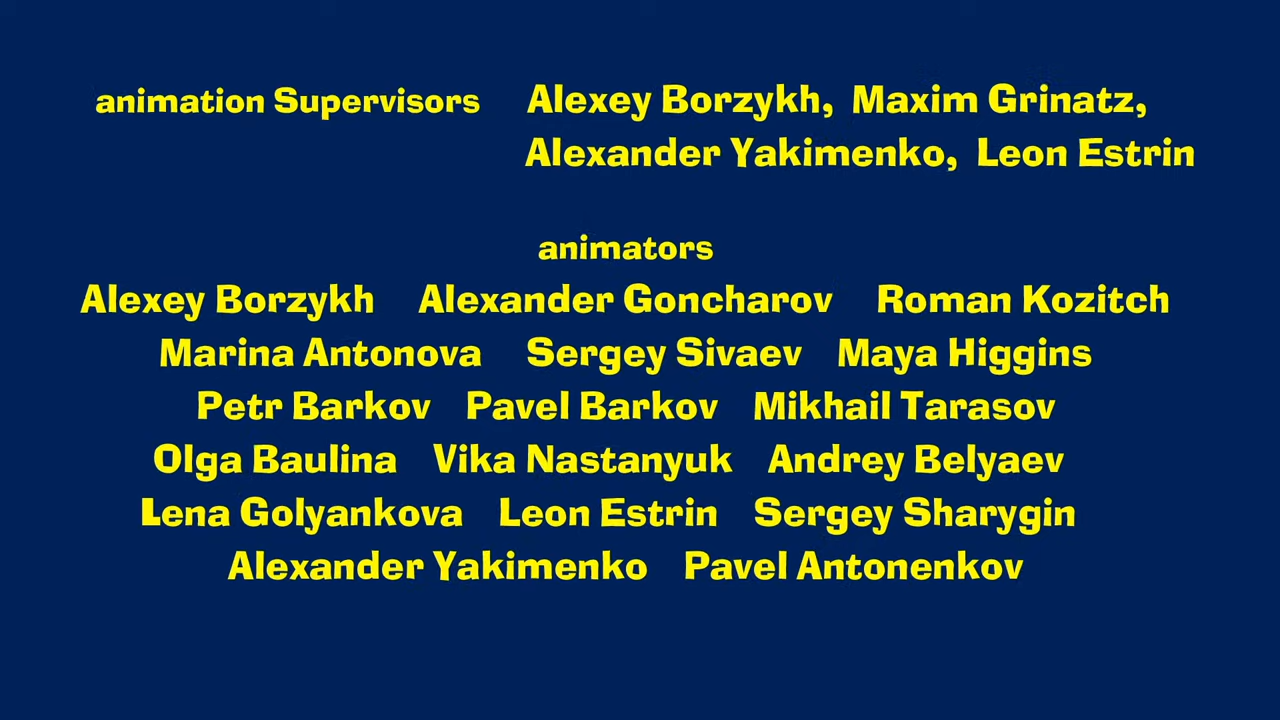 animation Supervisors Alexey Borzykh, Maxim Grinatz,
Alexander Yakimenko, Leon Estrin
animators
Alexey Borzykh Alexander Goncharov Roman Kozitch
Marina Antonova Sergey Sivaev Maya Higgins
Petr Barkov Pavel Barkov Mikhail Tarasov
Olga Baulina Vika Nastanyuk Andrey Belyaev
Lena Golyankova Leon Estrin Sergey Sharygin
Alexander Yakimenko Pavel Antonenkov